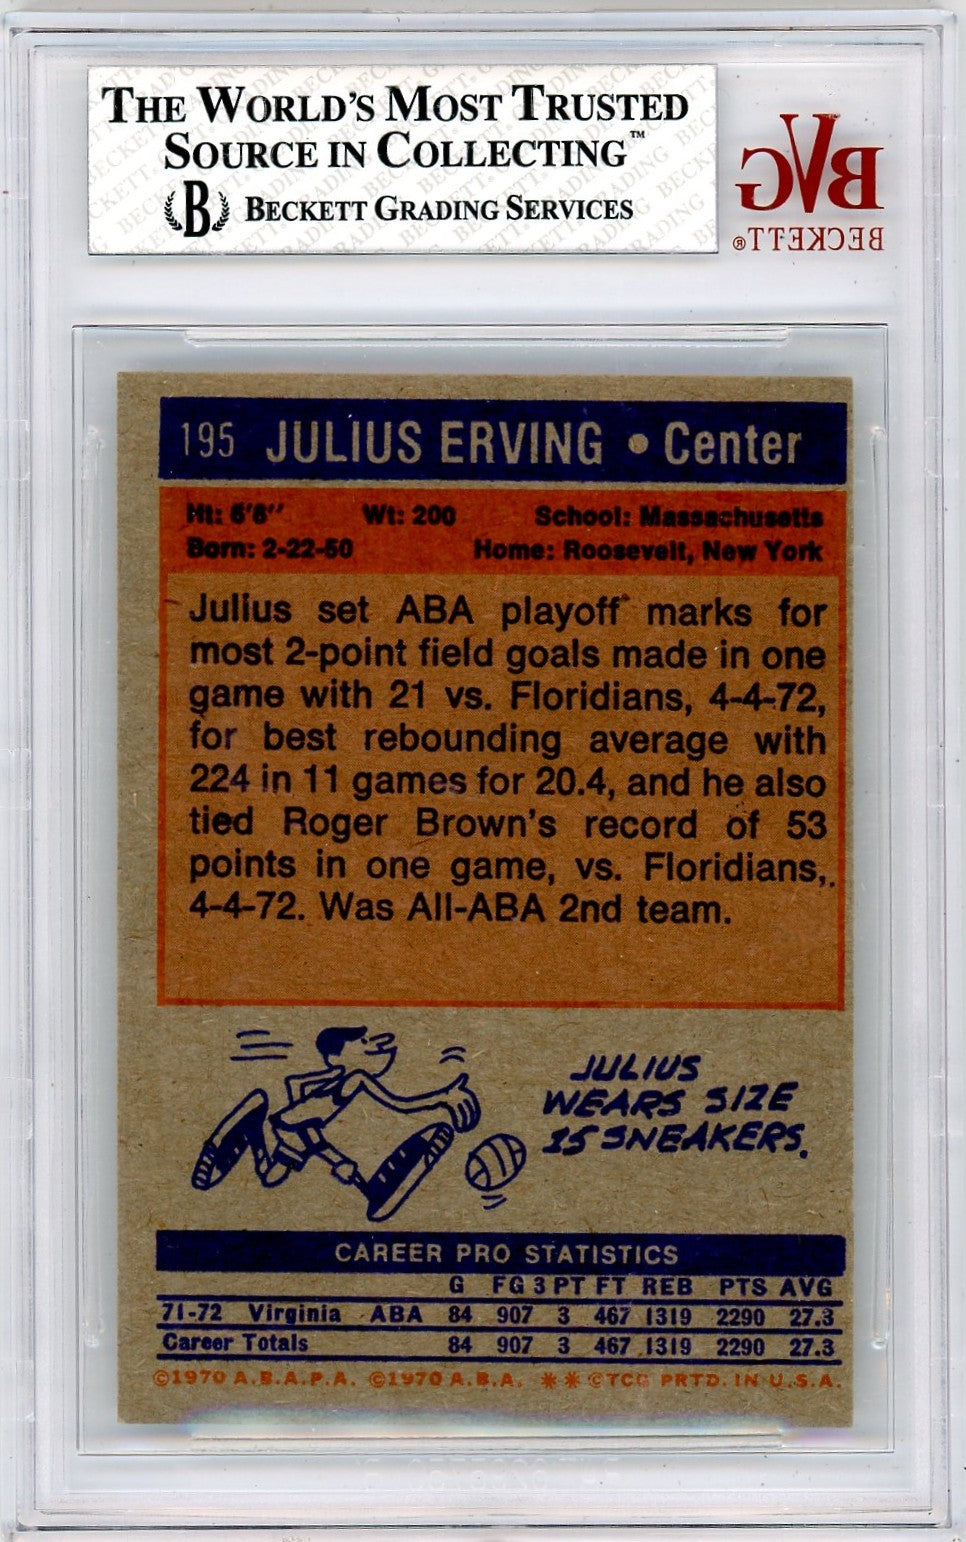 THE WORLD'S MOST TRUSTED
SOURCE IN COLLECTING™
B BECKETT GRADING SERVICES
BVG
BECKETT®
195 JULIUS ERVING • Center
Ht: 6'6" Wt: 200 School: Massachusetts
Born: 2-22-50 Home: Roosevelt, New York
Julius set ABA playoff marks for
most 2-point field goals made in one
game with 21 vs. Floridians, 4-4-72,
for best rebounding average with
224 in 11 games for 20.4, and he also
tied Roger Brown's record of 53
points in one game, vs. Floridians,
4-4-72. Was All-ABA 2nd team.
JULIUS
WEARS SIZE
15 SNEAKERS.
CAREER PRO STATISTICS
G FG 3PT FT REB PTS AVG
71-72 Virginia ABA 84 907 3 467 1319 2290 27.3
Career Totals 84 907 3 467 1319 2290 27.3
©1970 A.B.A.P.A. ©1970 A.B.A. ** ©TCG PRTD. IN U.S.A.